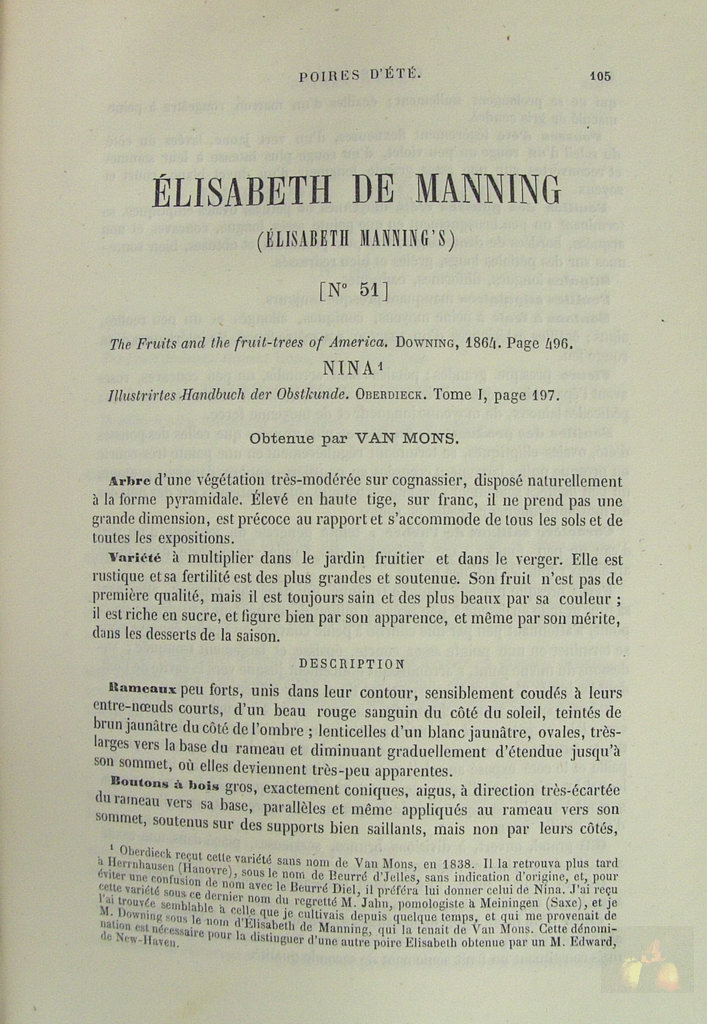 POIRES D'ÉTÉ. 105
ÉLISABETH DE MANNING
(ÉLISABETH MANNING'S)
[N° 51]
The Fruits and the fruit-trees of America. DOWNING, 1864. Page 496.
NINA¹
Illustrirtes Handbuch der Obstkunde. OBERDIECK. Tome I, page 197.
Obtenue par VAN MONS.
Arbre d'une végétation très-modérée sur cognassier, disposé naturellement
à la forme pyramidale. Élevé en haute tige, sur franc, il ne prend pas une
grande dimension, est précoce au rapport et s'accommode de tous les sols et de
toutes les expositions.
Variété à multiplier dans le jardin fruitier et dans le verger. Elle est
rustique et sa fertilité est des plus grandes et soutenue. Son fruit n'est pas de
première qualité, mais il est toujours sain et des plus beaux par sa couleur ;
il est riche en sucre, et figure bien par son apparence, et même par son mérite,
dans les desserts de la saison.
DESCRIPTION
Rameaux peu forts, unis dans leur contour, sensiblement coudés à leurs
entre-nœuds courts, d'un beau rouge sanguin du côté du soleil, teintés de
brun jaunâtre du côté de l'ombre ; lenticelles d'un blanc jaunâtre, ovales, très-
larges vers la base du rameau et diminuant graduellement d'étendue jusqu'à
son sommet, où elles deviennent très-peu apparentes.
Boutons à bois gros, exactement coniques, aigus, à direction très-écartée
du rameau vers sa base, parallèles et même appliqués au rameau vers son
sommet, soutenus sur des supports bien saillants, mais non par leurs côtés,
¹ Oberdieck reçut cette variété sans nom de Van Mons, en 1838. Il la retrouva plus tard
à Herrnhausen (Hanovre), sous le nom de Beurré d'Jelles, sans indication d'origine, et, pour
éviter une confusion de nom avec le Beurré Diel, il préféra lui donner celui de Nina. J'ai reçu
cette variété sous ce dernier nom du regretté M. Jahn, pomologiste à Meiningen (Saxe), et je
l'ai trouvée semblable à celle que je cultivais depuis quelque temps, et qui me provenait de
M. Downing sous le nom d'Elisabeth de Manning, qui la tenait de Van Mons. Cette dénomi-
nation est nécessaire pour la distinguer d'une autre poire Elisabeth obtenue par un M. Edward,
de New-Haven.